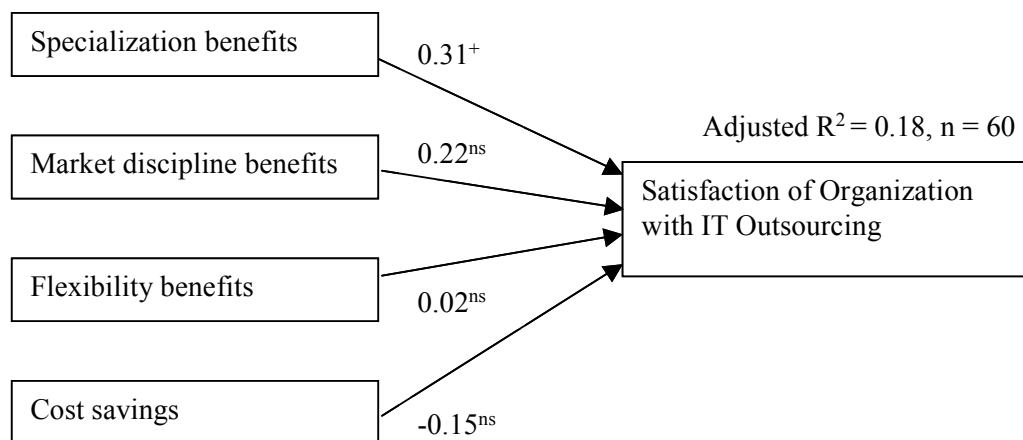 Specialization benefits
0.31⁺
Adjusted R² = 0.18, n = 60
Market discipline benefits
0.22ⁿˢ
Satisfaction of Organization
with IT Outsourcing
Flexibility benefits
0.02ⁿˢ
Cost savings
-0.15ⁿˢ